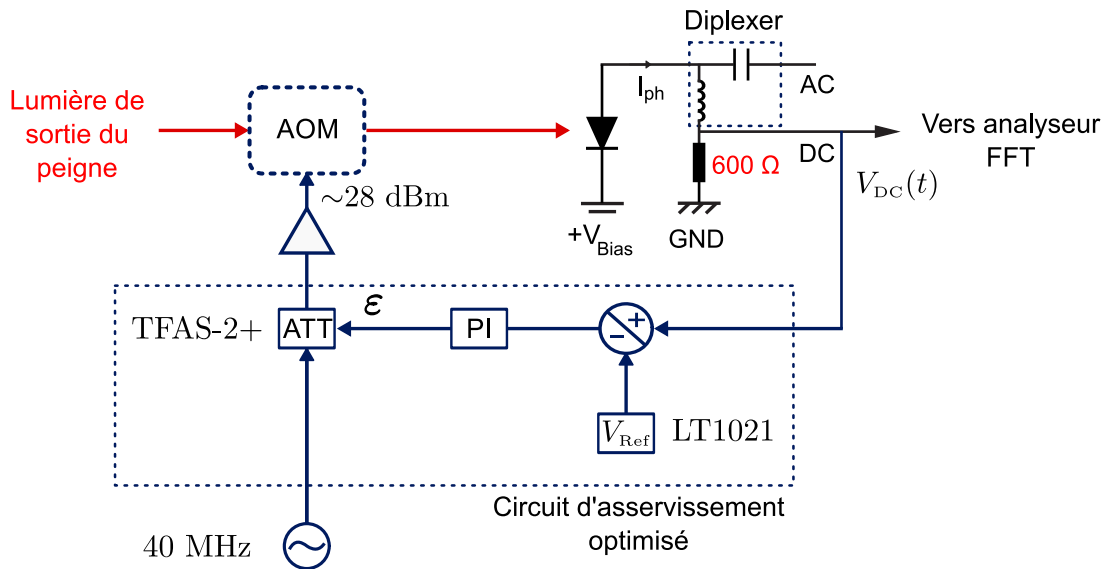 Diplexer
Lumière de
sortie du
peigne
AOM
I_ph
AC
DC
600 Ω
Vers analyseur
FFT
V_DC(t)
~28 dBm
+V_Bias
GND
TFAS-2+
ATT
ε
PI
+
-
V_Ref
LT1021
Circuit d'asservissement
optimisé
40 MHz